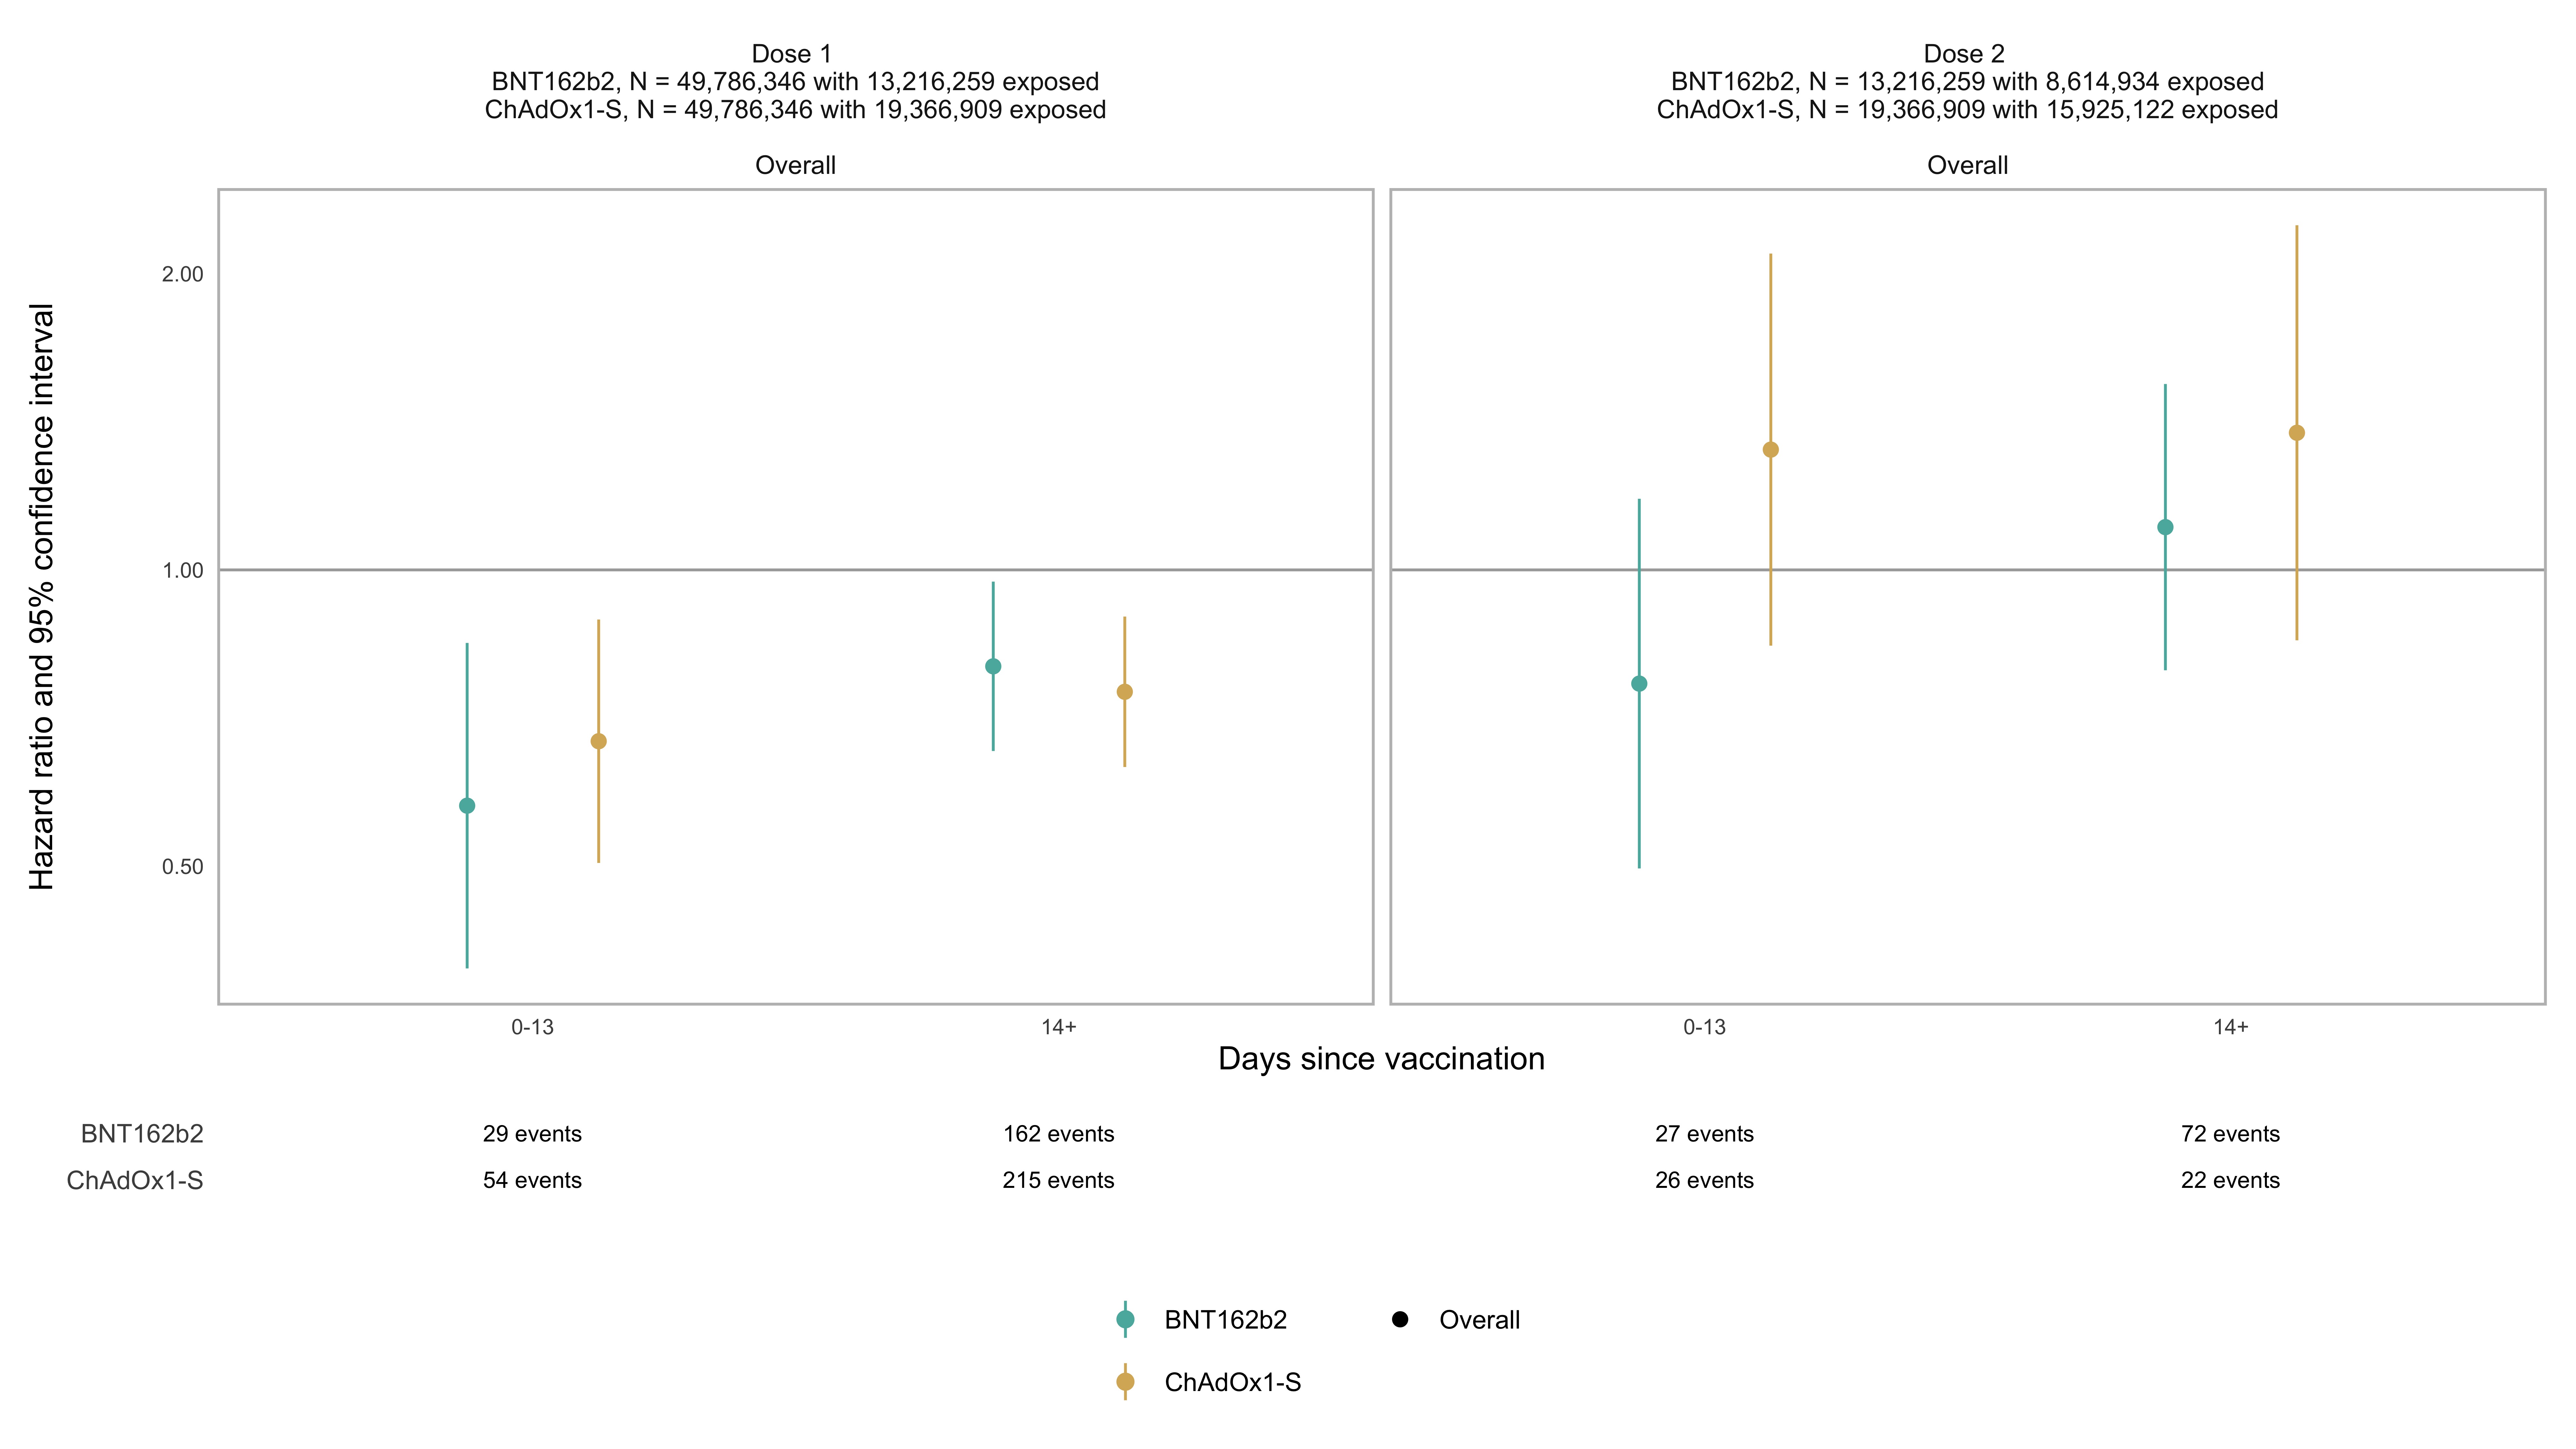 Dose 1
BNT162b2, N = 49,786,346 with 13,216,259 exposed
ChAdOx1-S, N = 49,786,346 with 19,366,909 exposed
Overall
Dose 2
BNT162b2, N = 13,216,259 with 8,614,934 exposed
ChAdOx1-S, N = 19,366,909 with 15,925,122 exposed
Overall
Hazard ratio and 95% confidence interval
2.00
1.00
0.50
0-13
14+
0-13
14+
Days since vaccination
BNT162b2 29 events 162 events 27 events 72 events
ChAdOx1-S 54 events 215 events 26 events 22 events
BNT162b2
Overall
ChAdOx1-S